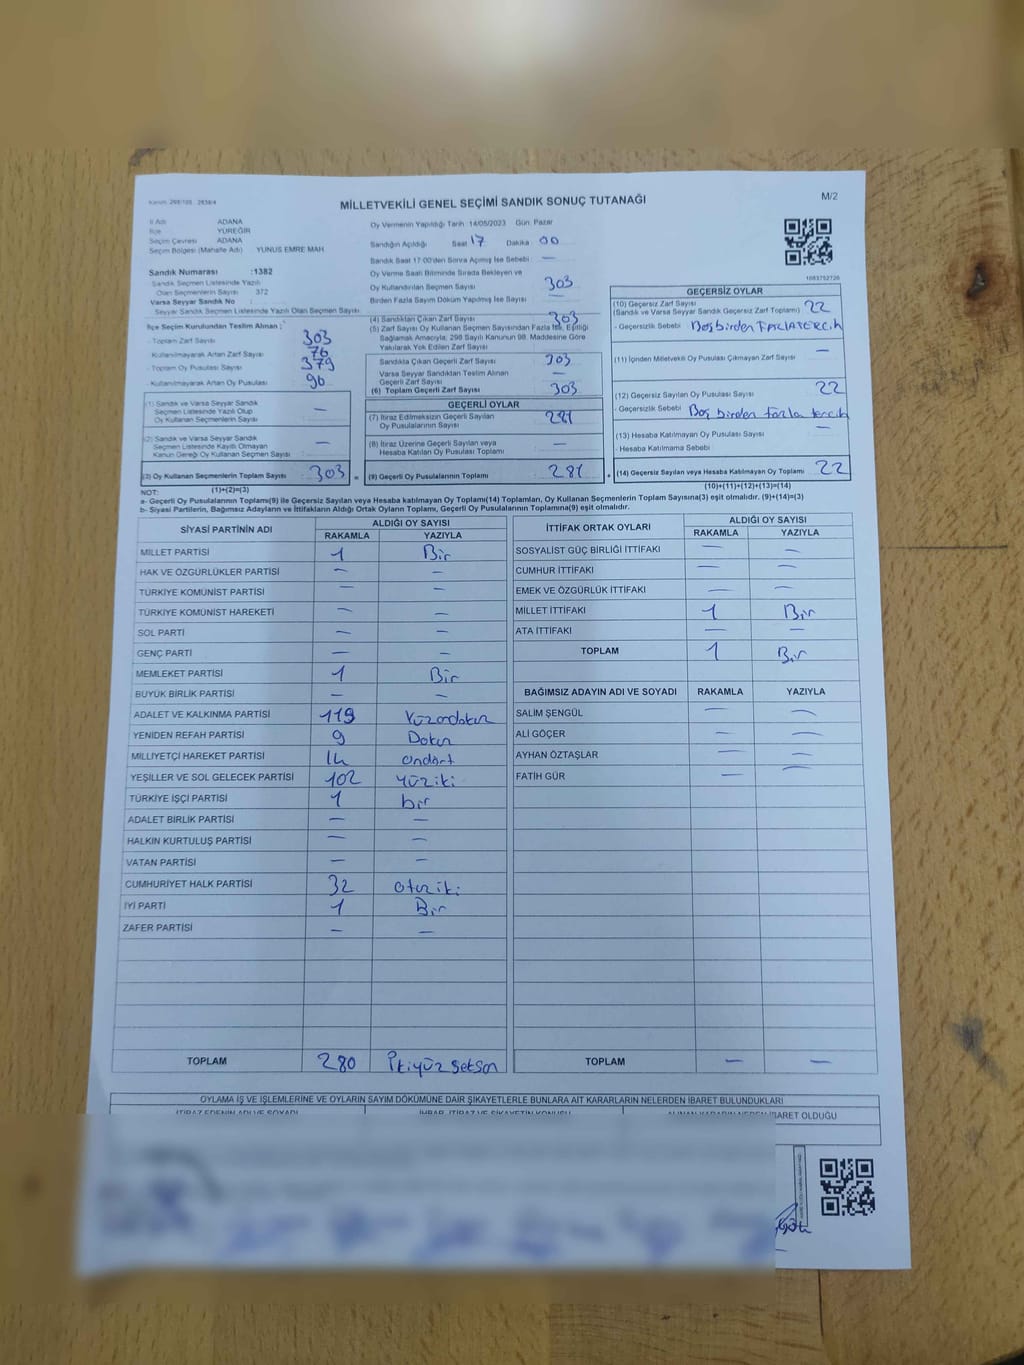 MİLLETVEKİLİ GENEL SEÇİMİ SANDIK SONUÇ TUTANAĞI
M/2
İl Adı ADANA
İlçe YÜREĞİR
Seçim Çevresi ADANA
Seçim Bölgesi (Mahalle Adı) YUNUS EMRE MAH
Sandık Numarası :1382
Sandık Seçmen Listesinde Yazılı
Olan Seçmenlerin Sayısı 372
Varsa Seyyar Sandık No
Seyyar Sandık Seçmen Listesinde Yazılı Olan Seçmen Sayısı
Oy Vermenin Yapıldığı Tarih 14/05/2023 Gün: Pazar
Sandığın Açıldığı Saat 17 Dakika 00
Sandık Saat 17:00'den Sonra Açılmış İse Sebebi —
Oy Verme Saati Bitiminde Sırada Bekleyen ve
Oy Kullandırılan Seçmen Sayısı 303
Birden Fazla Sayım Döküm Yapılmış İse Sayısı —
1083752726
İlçe Seçim Kurulundan Teslim Alınan ;
- Toplam Zarf Sayısı 303
- Kullanılmayarak Artan Zarf Sayısı 76
- Toplam Oy Pusulası 379
- Kullanılmayarak Artan Oy Pusulası 96
(1) Sandık ve Varsa Seyyar Sandık
Seçmen Listesinde Yazılı Olup
Oy Kullanan Seçmenlerin Sayısı —
(2) Sandık ve Varsa Seyyar Sandık
Seçmen Listesinde Kayıtlı Olmayan
Kanun Gereği Oy Kullanan Seçmen Sayısı —
(3) Oy Kullanan Seçmenlerin Toplam Sayısı 303
(1)+(2)=(3)
(4) Sandıktan Çıkan Zarf Sayısı 303
(5) Zarf Sayısı Oy Kullanan Seçmen Sayısından Fazla İse, Eşitliği
Sağlamak Amacıyla, 298 Sayılı Kanunun 98. Maddesine Göre
Yakılarak Yok Edilen Zarf Sayısı
Sandıkta Çıkan Geçerli Zarf Sayısı 303
Varsa Seyyar Sandıktan Teslim Alınan
Geçerli Zarf Sayısı —
(6) Toplam Geçerli Zarf Sayısı 303
GEÇERLİ OYLAR
(7) İtiraz Edilmeksizin Geçerli Sayılan
Oy Pusulalarının Sayısı 281
(8) İtiraz Üzerine Geçerli Sayılan veya
Hesaba Katılan Oy Pusulaları Toplamı —
(9) Geçerli Oy Pusulalarının Toplamı 281
GEÇERSİZ OYLAR
(10) Geçersiz Zarf Sayısı
(Sandık ve Varsa Seyyar Sandık Geçersiz Zarf Toplamı) 22
- Geçersizlik Sebebi Boş birden FAZLA TERCİh
(11) İçinden Milletvekili Oy Pusulası Çıkmayan Zarf Sayısı —
(12) Geçersiz Sayılan Oy Pusulası Sayısı 22
- Geçersizlik Sebebi Boş birden fazla tercih
(13) Hesaba Katılmayan Oy Pusulası Sayısı —
- Hesaba Katılmama Sebebi
(14) Geçersiz Sayılan veya Hesaba Katılmayan Oy Toplamı 22
(10)+(11)+(12)+(13)=(14)
NOT:
a- Geçerli Oy Pusulalarının Toplamı(9) ile Geçersiz Sayılan veya Hesaba Katılmayan Oy Toplamı(14) Toplamları, Oy Kullanan Seçmenlerin Toplam Sayısına(3) eşit olmalıdır. (9)+(14)=(3)
b- Siyasi Partilerin, Bağımsız Adayların ve İttifakların Aldığı Ortak Oyların Toplamı, Geçerli Oy Pusulalarının Toplamına(9) eşit olmalıdır.
SİYASİ PARTİNİN ADI ALDIĞI OY SAYISI
RAKAMLA YAZIYLA
MİLLET PARTİSİ 1 Bir
HAK VE ÖZGÜRLÜKLER PARTİSİ — —
TÜRKİYE KOMÜNİST PARTİSİ — —
TÜRKİYE KOMÜNİST HAREKETİ — —
SOL PARTİ — —
GENÇ PARTİ — —
MEMLEKET PARTİSİ 1 Bir
BÜYÜK BİRLİK PARTİSİ — —
ADALET VE KALKINMA PARTİSİ 119 Yüzondokuz
YENİDEN REFAH PARTİSİ 9 Dokuz
MİLLİYETÇİ HAREKET PARTİSİ 14 ondört
YEŞİLLER VE SOL GELECEK PARTİSİ 102 Yüziki
TÜRKİYE İŞÇİ PARTİSİ 1 bir
ADALET BİRLİK PARTİSİ — —
HALKIN KURTULUŞ PARTİSİ — —
VATAN PARTİSİ — —
CUMHURİYET HALK PARTİSİ 32 otuziki
İYİ PARTİ 1 Bir
ZAFER PARTİSİ — —
TOPLAM 280 İkiyüz Seksen
İTTİFAK ORTAK OYLARI ALDIĞI OY SAYISI
RAKAMLA YAZIYLA
SOSYALİST GÜÇ BİRLİĞİ İTTİFAKI — —
CUMHUR İTTİFAKI — —
EMEK VE ÖZGÜRLÜK İTTİFAKI — —
MİLLET İTTİFAKI 1 Bir
ATA İTTİFAKI — —
TOPLAM 1 Bir
BAĞIMSIZ ADAYIN ADI VE SOYADI RAKAMLA YAZIYLA
SALİM ŞENGÜL — —
ALİ GÖÇER — —
AYHAN ÖZTAŞLAR — —
FATİH GÜR — —
TOPLAM — —
OYLAMA İŞ VE İŞLEMLERİNE VE OYLARIN SAYIM DÖKÜMÜNE DAİR ŞİKAYETLERLE BUNLARA AİT KARARLARIN NELERDEN İBARET BULUNDUKLARI
İTİRAZ EDENİN ADI VE SOYADI İHBAR, İTİRAZ VE ŞİKAYETİN KONUSU ALINAN KARARIN NEDEN İBARET OLDUĞU